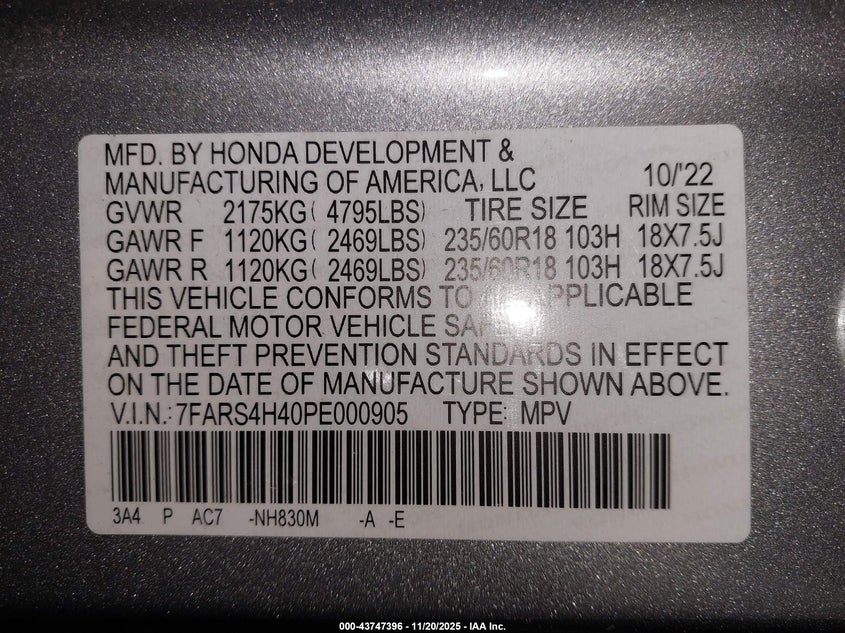 MFD. BY HONDA DEVELOPMENT &
MANUFACTURING OF AMERICA, LLC 10/'22
GVWR 2175KG( 4795LBS) TIRE SIZE RIM SIZE
GAWR F 1120KG( 2469LBS) 235/60R18 103H 18X7.5J
GAWR R 1120KG( 2469LBS) 235/60R18 103H 18X7.5J
THIS VEHICLE CONFORMS TO APPLICABLE
FEDERAL MOTOR VEHICLE
AND THEFT PREVENTION STANDARDS IN EFFECT
ON THE DATE OF MANUFACTURE SHOWN ABOVE.
V.I.N.:7FARS4H40PE000905 TYPE: MPV
3A4 P AC7 -NH830M -A -E
000-43747396 - 11/20/2025 - IAA Inc.